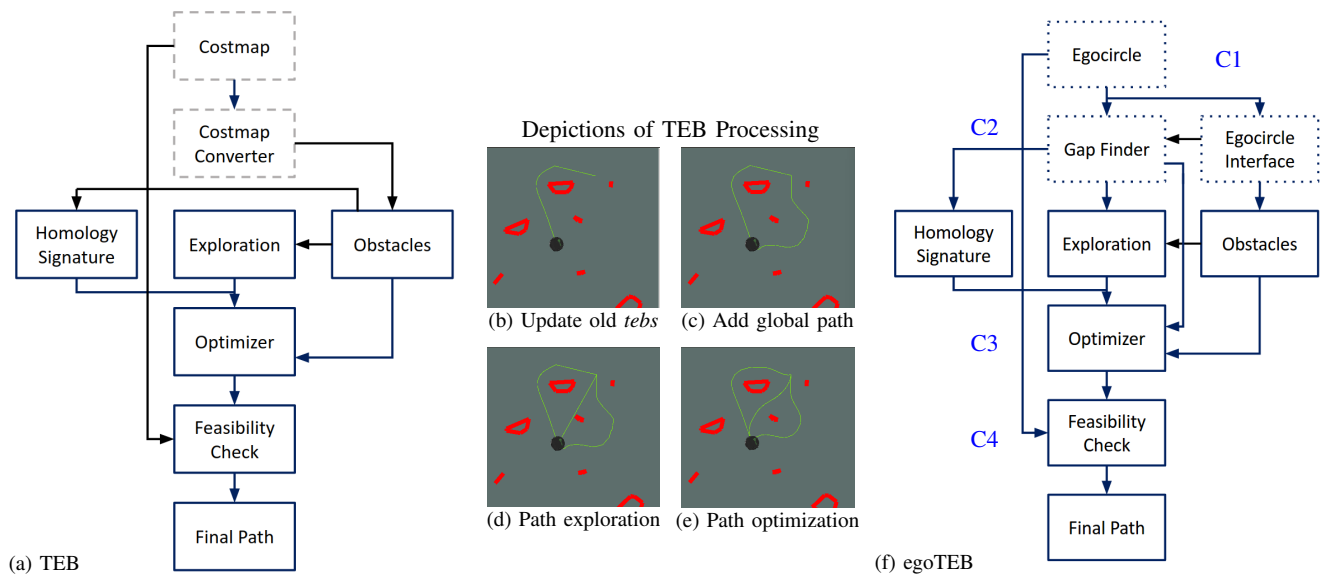 Costmap
Costmap
Converter
Homology
Signature
Exploration
Obstacles
Optimizer
Feasibility
Check
Final Path
(a) TEB
Depictions of TEB Processing
(b) Update old tebs
(c) Add global path
(d) Path exploration
(e) Path optimization
Egocircle
C1
C2
Gap Finder
Egocircle
Interface
Homology
Signature
Exploration
Obstacles
C3
Optimizer
C4
Feasibility
Check
Final Path
(f) egoTEB